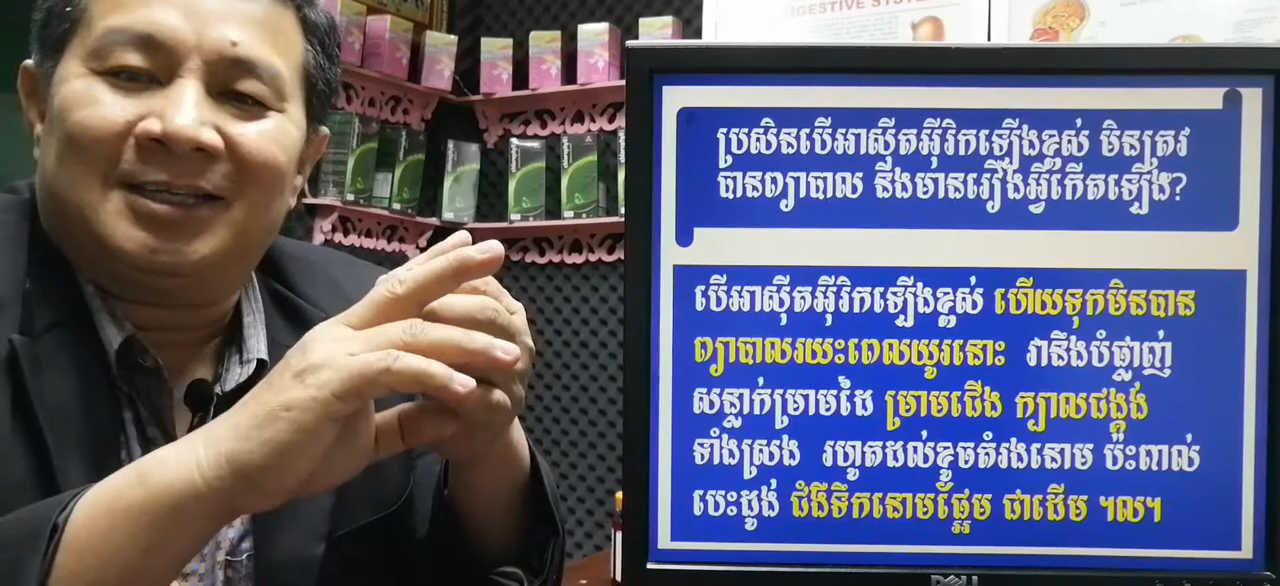 DIGESTIVE SYSTE
ប្រសិនបើអាស៊ីតអ៊ុំរិកឡើងខ្ពស់ មិនត្រូវ
បានព្យាបាល នឹងមានរឿងអ្វីកើតឡើង?
បើអាស៊ីតអ៊ុំរិកឡើងខ្ពស់ ហើយទុកមិនបាន
ព្យាបាលរយះពេលយូរនោះ វានឹងបំផ្លាញ
សន្លាក់ម្រាមដៃ ម្រាមជើង ក្បាលជង្គង់
ទាំងស្រុង រហូតដល់ខូចតំរងនោម ប៉ះពាល់
បេះដូង ជំងឺទឹកនោមផ្អែម ជាដើម ។ល។
DELL